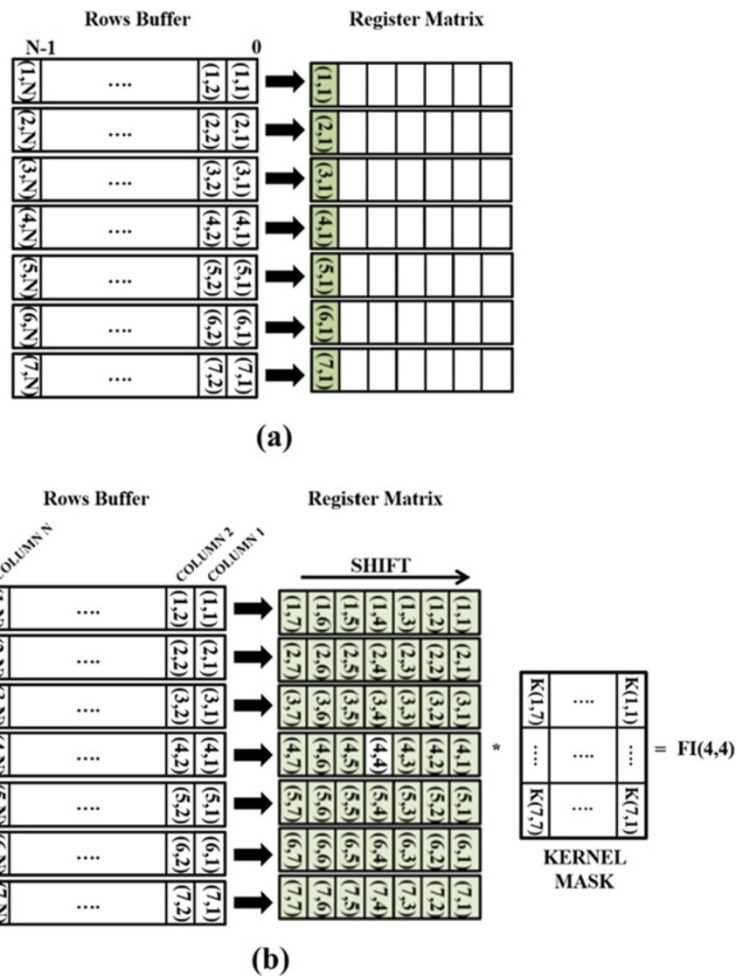 Rows Buffer Register Matrix
N-1 0
(1,N) .... (1,2) (1,1) (1,1)
(2,N) .... (2,2) (2,1) (2,1)
(3,N) .... (3,2) (3,1) (3,1)
(4,N) .... (4,2) (4,1) (4,1)
(5,N) .... (5,2) (5,1) (5,1)
(6,N) .... (6,2) (6,1) (6,1)
(7,N) .... (7,2) (7,1) (7,1)
(a)
Rows Buffer Register Matrix
COLUMN N COLUMN 2 COLUMN 1
SHIFT
.... (1,2) (1,1) (1,7) (1,6) (1,5) (1,4) (1,3) (1,2) (1,1)
.... (2,2) (2,1) (2,7) (2,6) (2,5) (2,4) (2,3) (2,2) (2,1)
.... (3,2) (3,1) (3,7) (3,6) (3,5) (3,4) (3,3) (3,2) (3,1)
.... (4,2) (4,1) (4,7) (4,6) (4,5) (4,4) (4,3) (4,2) (4,1)
.... (5,2) (5,1) (5,7) (5,6) (5,5) (5,4) (5,3) (5,2) (5,1)
.... (6,2) (6,1) (6,7) (6,6) (6,5) (6,4) (6,3) (6,2) (6,1)
.... (7,2) (7,1) (7,7) (7,6) (7,5) (7,4) (7,3) (7,2) (7,1)
K(1,7) .... K(1,1)
* .... .... .... = FI(4,4)
K(7,7) .... K(7,1)
KERNEL
MASK
(b)